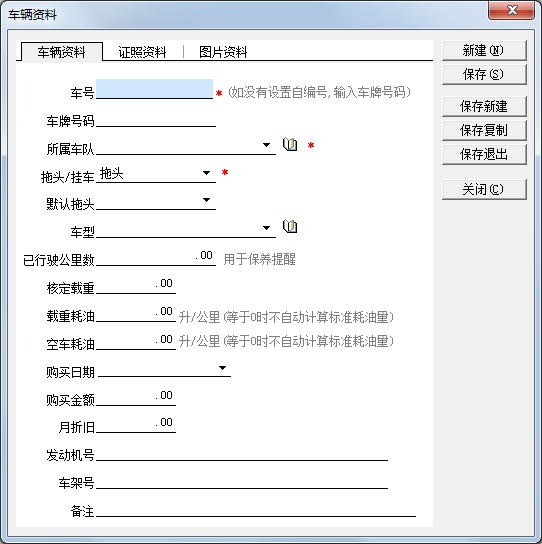 车辆资料
车辆资料 证照资料 图片资料
车号 * (如没有设置自编号,输入车牌号码)
车牌号码
所属车队 *
拖头/挂车 拖头 *
默认拖头
车型
已行驶公里数 .00 用于保养提醒
核定载重 .00
载重耗油 .00 升/公里(等于0时不自动计算标准耗油量)
空车耗油 .00 升/公里(等于0时不自动计算标准耗油量)
购买日期
购买金额 .00
月折旧 .00
发动机号
车架号
备注
新建(N)
保存(S)
保存新建
保存复制
保存退出
关闭(C)